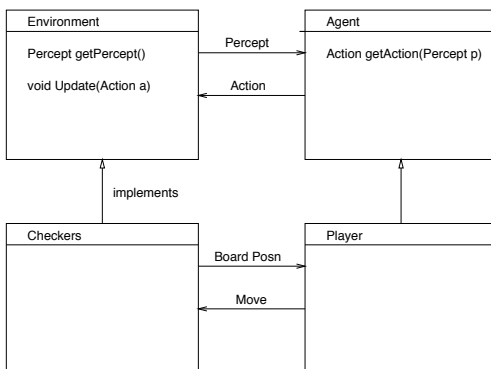 Environment
Agent
Percept getPercept()
Percept
Action getAction(Percept p)
void Update(Action a)
Action
implements
Checkers
Player
Board Posn
Move